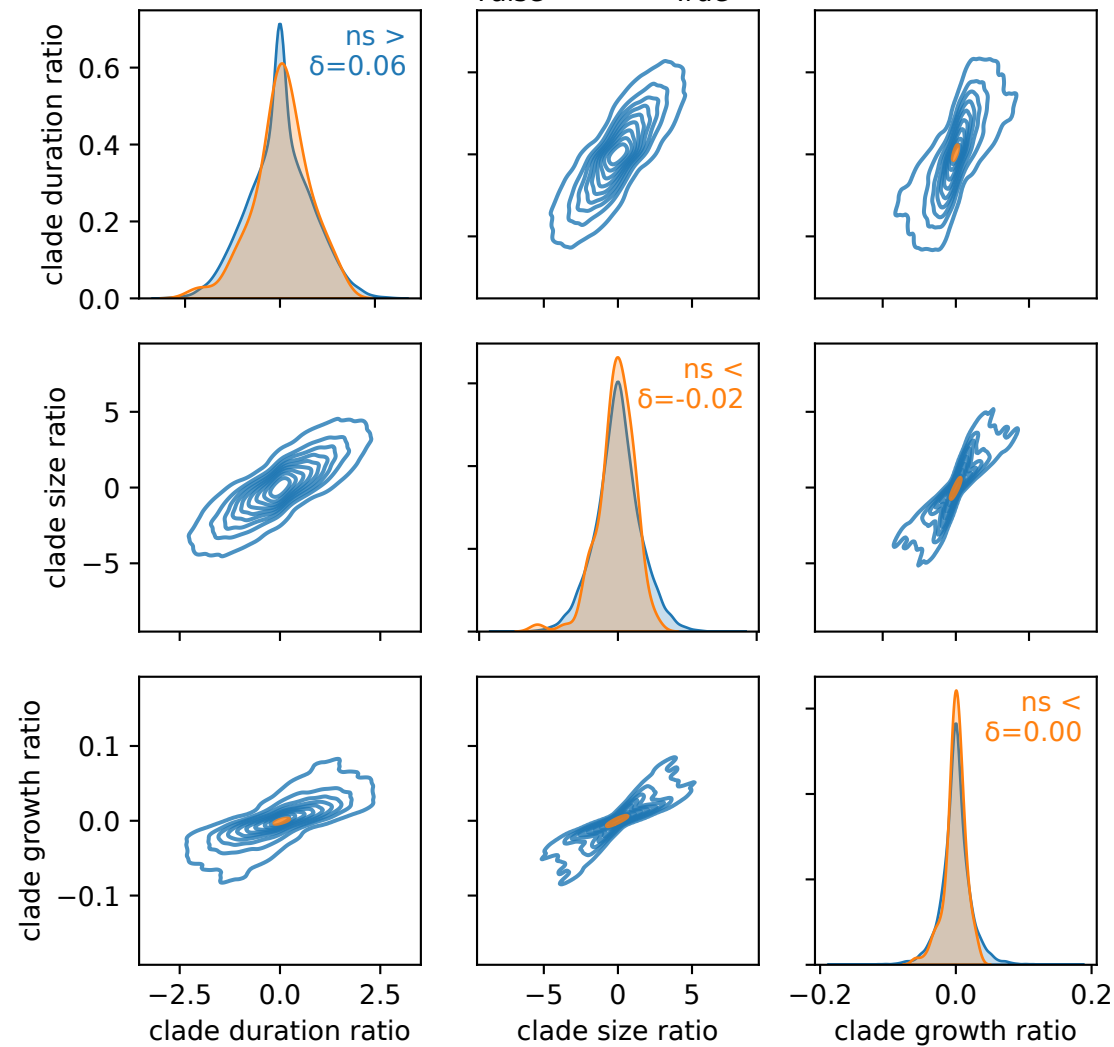 clade duration ratio
0.6
0.4
0.2
0.0
ns >
δ=0.06
clade size ratio
5
0
−5
ns <
δ=-0.02
clade growth ratio
0.1
0.0
−0.1
ns <
δ=0.00
−2.5 0.0 2.5
−5 0 5
−0.2 0.0 0.2
clade duration ratio
clade size ratio
clade growth ratio